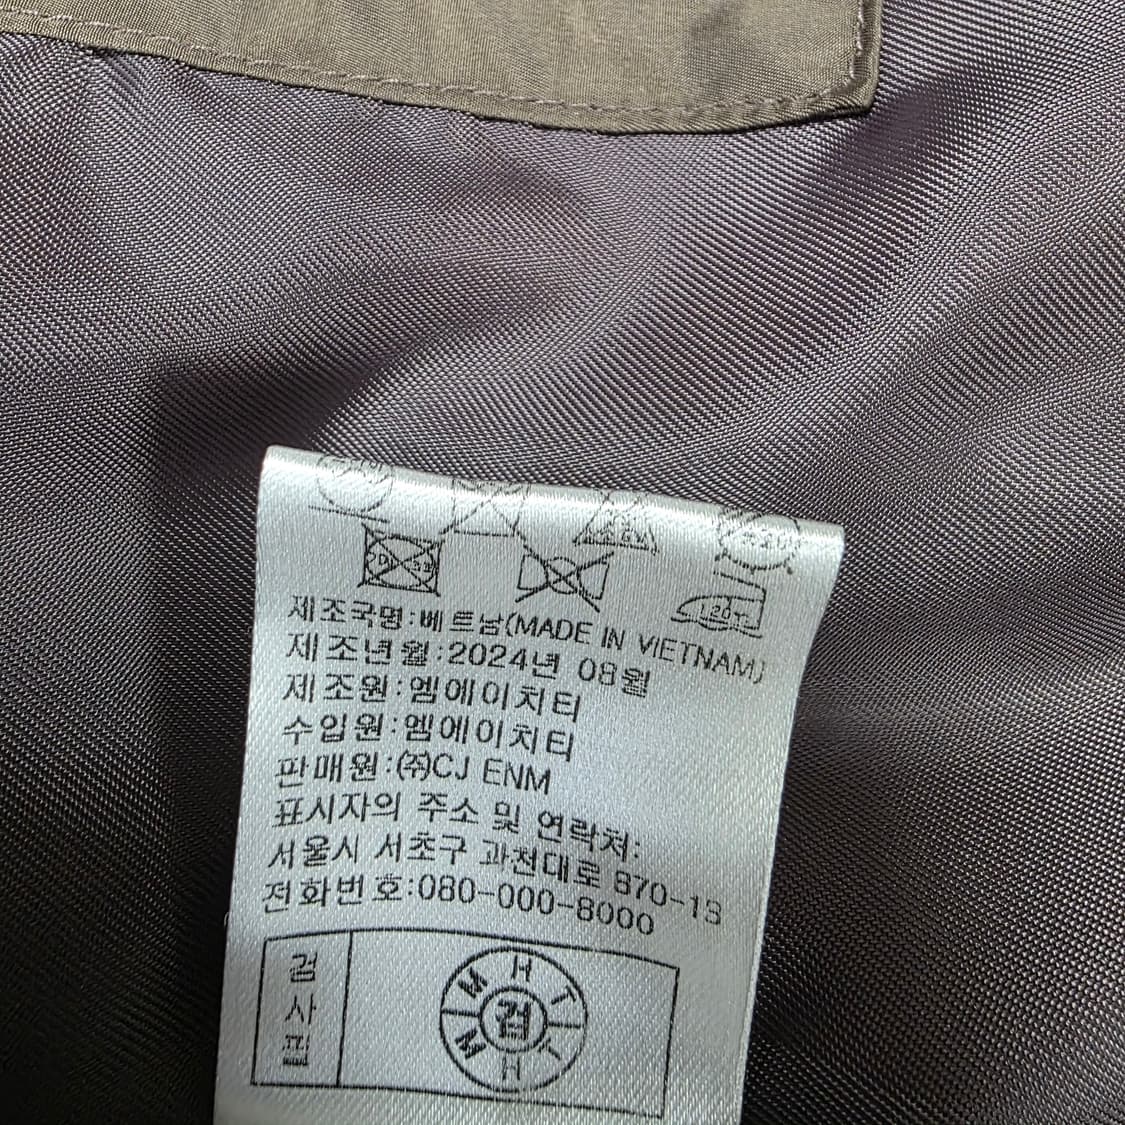 제조국명:베트남(MADE IN VIETNAM)
제조년월:2024년 08월
제조원:엠에이치티
수입원:엠에이치티
판매원:㈜CJ ENM
표시자의 주소 및 연락처:
서울시 서초구 과천대로 870-13
전화번호:080-000-8000
검사필
MHT
검
MHT